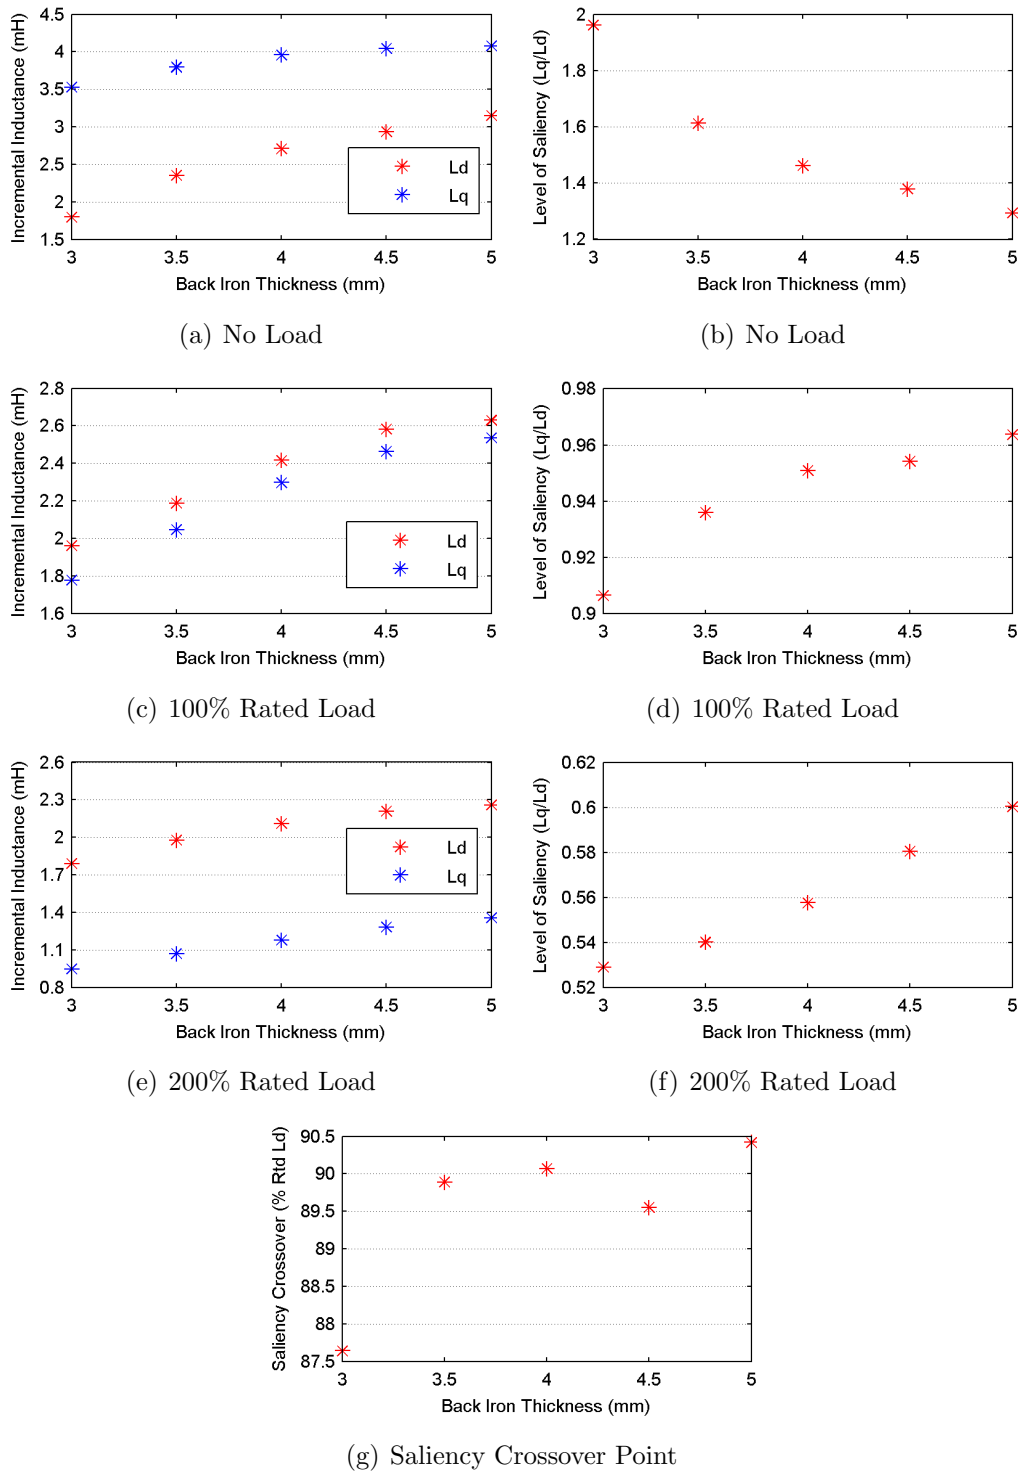 4.5
4
3.5
3
2.5
2
1.5
Incremental Inductance (mH)
Ld
Lq
3 3.5 4 4.5 5
Back Iron Thickness (mm)
(a) No Load
2
1.8
1.6
1.4
1.2
Level of Saliency (Lq/Ld)
3 3.5 4 4.5 5
Back Iron Thickness (mm)
(b) No Load
2.8
2.6
2.4
2.2
2
1.8
1.6
Incremental Inductance (mH)
Ld
Lq
3 3.5 4 4.5 5
Back Iron Thickness (mm)
(c) 100% Rated Load
0.98
0.96
0.94
0.92
0.9
Level of Saliency (Lq/Ld)
3 3.5 4 4.5 5
Back Iron Thickness (mm)
(d) 100% Rated Load
2.6
2.3
2
1.7
1.4
1.1
0.8
Incremental Inductance (mH)
Ld
Lq
3 3.5 4 4.5 5
Back Iron Thickness (mm)
(e) 200% Rated Load
0.62
0.6
0.58
0.56
0.54
0.52
Level of Saliency (Lq/Ld)
3 3.5 4 4.5 5
Back Iron Thickness (mm)
(f) 200% Rated Load
90.5
90
89.5
89
88.5
88
87.5
Saliency Crossover (% Rtd Ld)
3 3.5 4 4.5 5
Back Iron Thickness (mm)
(g) Saliency Crossover Point